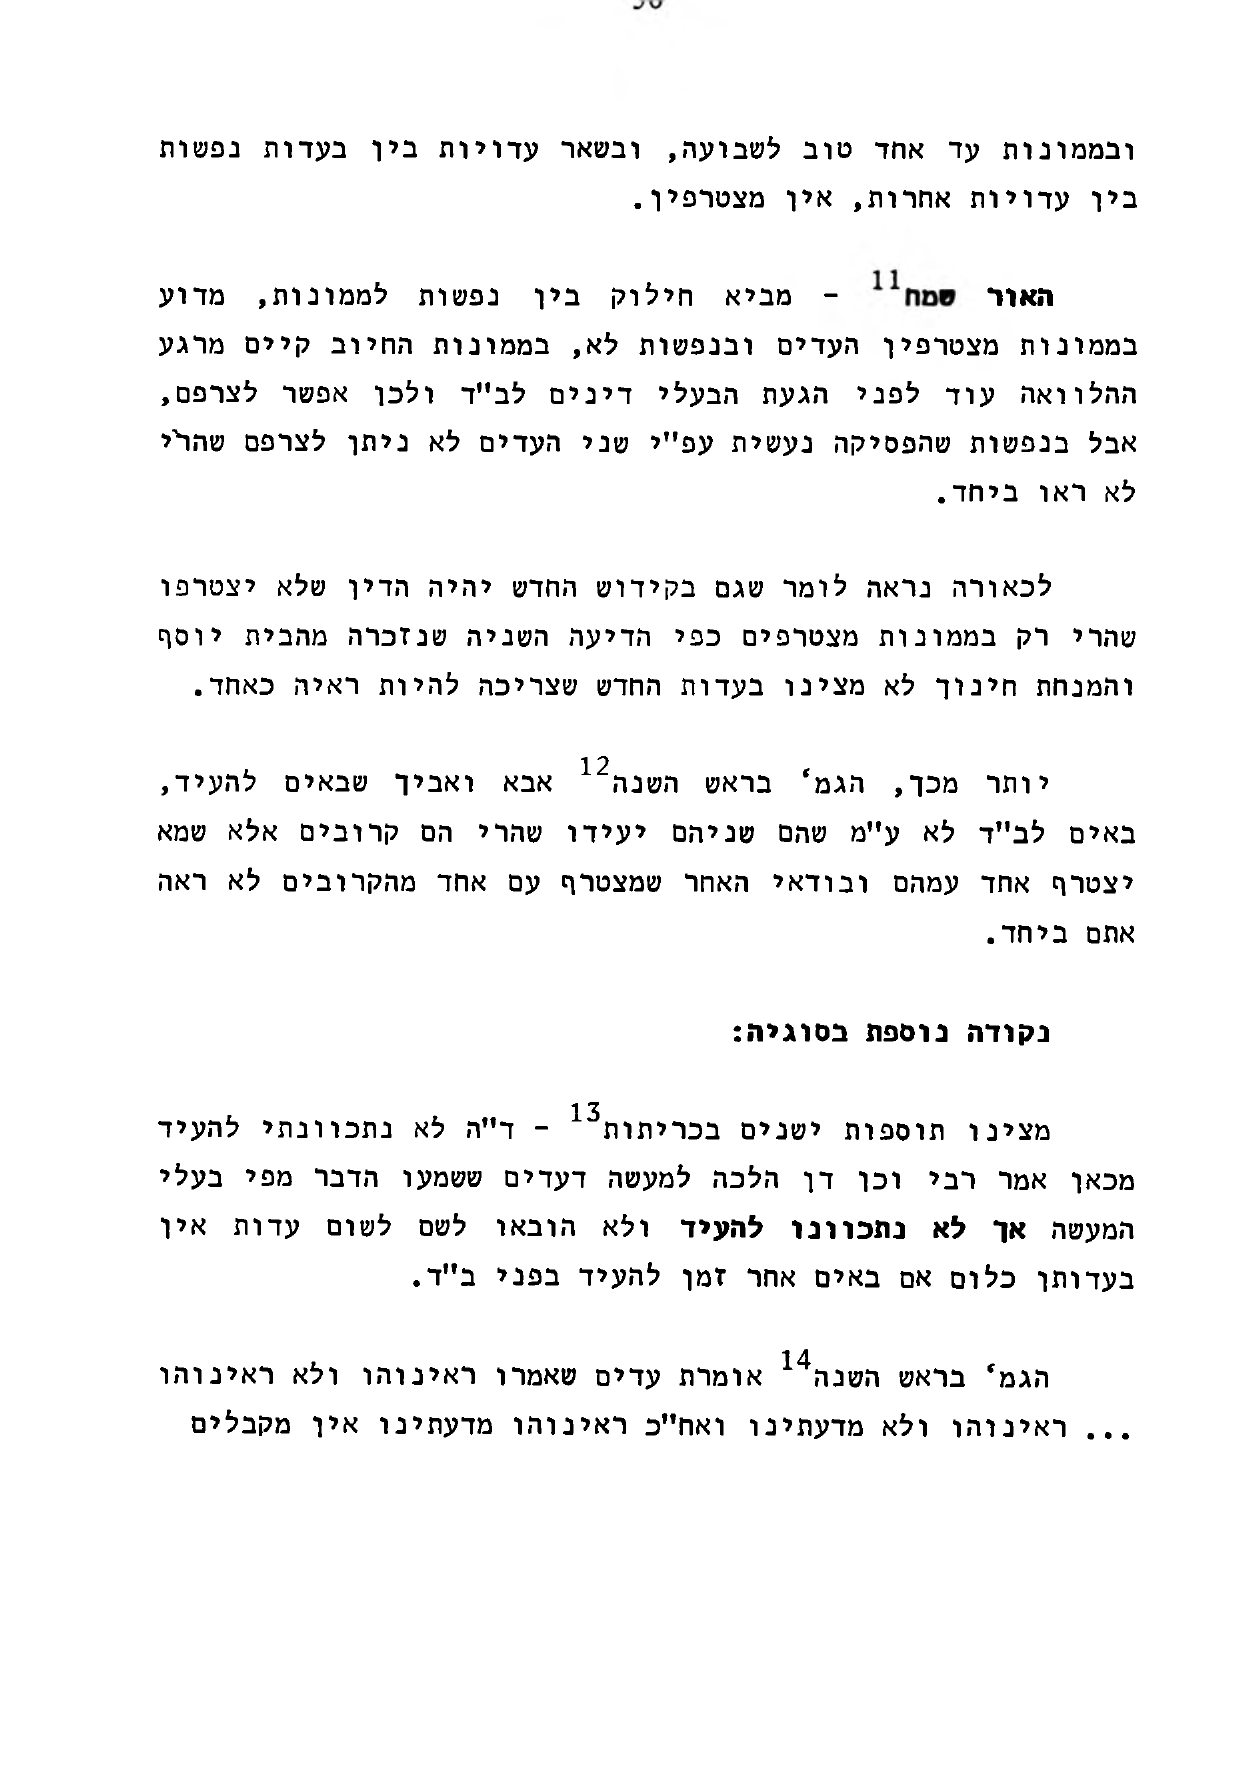 ובממונות עד אחד טוב לשבועה, ובשאר עדויות בין בעדות נפשות
בין עדויות אחרות, אין מצטרפין.
האור שמח11 - מביא חילוק בין נפשות לממונות, מדוע
בממונות מצטרפין העדים ובנפשות לא, בממונות החיוב קיים מרגע
ההלוואה עוד לפני הגעת הבעלי דינים לב"ד ולכן אפשר לצרפם,
אבל בנפשות שהפסיקה נעשית עפ"י שני העדים לא ניתן לצרפם שהרי
לא ראו ביחד.
לכאורה נראה לומר שגם בקידוש החדש יהיה הדין שלא יצטרפו
שהרי רק בממונות מצטרפים כפי הדיעה השניה שנזכרה מהבית יוסף
והמנחת חינוך לא מצינו בעדות החדש שצריכה להיות ראיה כאחד.
יותר מכך, הגמ' בראש השנה12 אבא ואביך שבאים להעיד,
באים לב"ד לא ע"מ שהם שניהם יעידו שהרי הם קרובים אלא שמא
יצטרף אחד עמהם ובודאי האחר שמצטרף עם אחד מהקרובים לא ראה
אתם ביחד.
נקודה נוספת בסוגיה:
מצינו תוספות ישנים בכריתות13 - ד"ה לא נתכוונתי להעיד
מכאן אמר רבי וכן דן הלכה למעשה דעדים ששמעו הדבר מפי בעלי
המעשה אך לא נתכוונו להעיד ולא הובאו לשם לשום עדות אין
בעדותן כלום אם באים אחר זמן להעיד בפני ב"ד.
הגמ' בראש השנה14 אומרת עדים שאמרו ראינוהו ולא ראינוהו
... ראינוהו ולא מדעתינו ואח"כ ראינוהו מדעתינו אין מקבלים